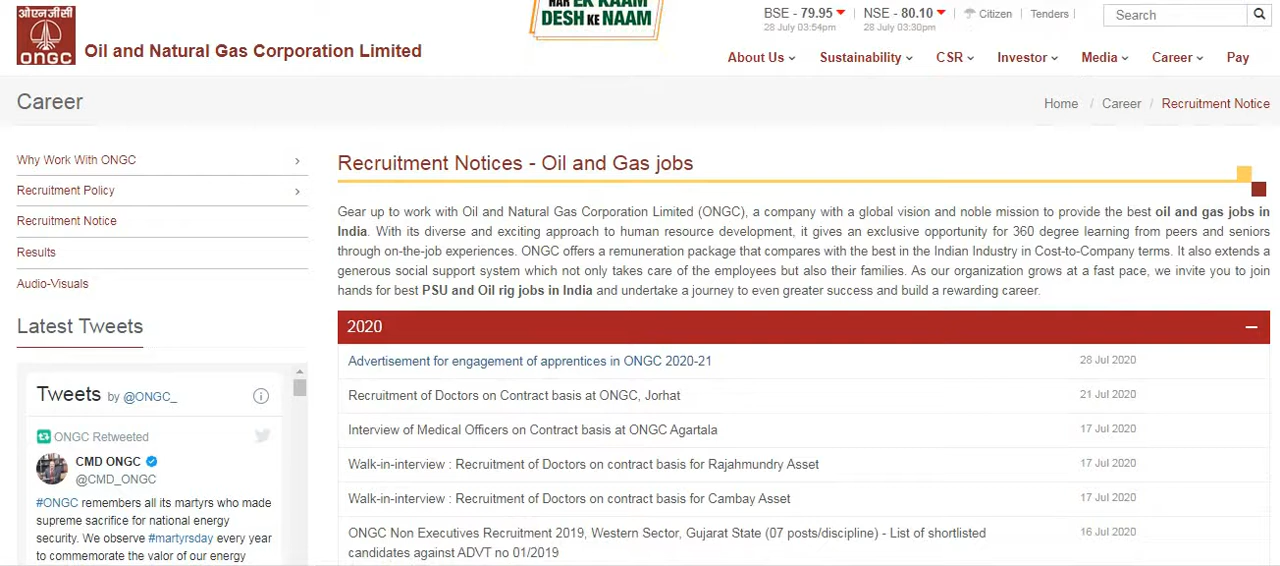 ओएनजीसी
ONGC
Oil and Natural Gas Corporation Limited
HAR EK KAAM
DESH KE NAAM
BSE - 79.95
28 July 03:54pm
NSE - 80.10
28 July 03:30pm
Citizen
Tenders
Search
About Us
Sustainability
CSR
Investor
Media
Career
Pay
Career
Home / Career / Recruitment Notice
Why Work With ONGC
Recruitment Policy
Recruitment Notice
Results
Audio-Visuals
Latest Tweets
Tweets by @ONGC_
ONGC Retweeted
CMD ONGC
@CMD_ONGC
#ONGC remembers all its martyrs who made
supreme sacrifice for national energy
security. We observe #martyrsday every year
to commemorate the valor of our energy
Recruitment Notices - Oil and Gas jobs
Gear up to work with Oil and Natural Gas Corporation Limited (ONGC), a company with a global vision and noble mission to provide the best oil and gas jobs in
India. With its diverse and exciting approach to human resource development, it gives an exclusive opportunity for 360 degree learning from peers and seniors
through on-the-job experiences. ONGC offers a remuneration package that compares with the best in the Indian Industry in Cost-to-Company terms. It also extends a
generous social support system which not only takes care of the employees but also their families. As our organization grows at a fast pace, we invite you to join
hands for best PSU and Oil rig jobs in India and undertake a journey to even greater success and build a rewarding career.
2020
Advertisement for engagement of apprentices in ONGC 2020-21 28 Jul 2020
Recruitment of Doctors on Contract basis at ONGC, Jorhat 21 Jul 2020
Interview of Medical Officers on Contract basis at ONGC Agartala 17 Jul 2020
Walk-in-interview : Recruitment of Doctors on contract basis for Rajahmundry Asset 17 Jul 2020
Walk-in-interview : Recruitment of Doctors on contract basis for Cambay Asset 17 Jul 2020
ONGC Non Executives Recruitment 2019, Western Sector, Gujarat State (07 posts/discipline) - List of shortlisted 16 Jul 2020
candidates against ADVT no 01/2019